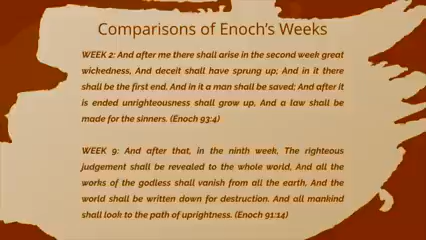 Comparisons of Enoch's Weeks
WEEK 2: And after me there shall arise in the second week great
wickedness, And deceit shall have sprung up; And in it there
shall be the first end. And in it a man shall be saved; And after it
is ended unrighteousness shall grow up, And a law shall be
made for the sinners. (Enoch 93:4)
WEEK 9: And after that, in the ninth week, The righteous
judgement shall be revealed to the whole world, And all the
works of the godless shall vanish from all the earth, And the
world shall be written down for destruction. And all mankind
shall look to the path of uprightness. (Enoch 91:14)